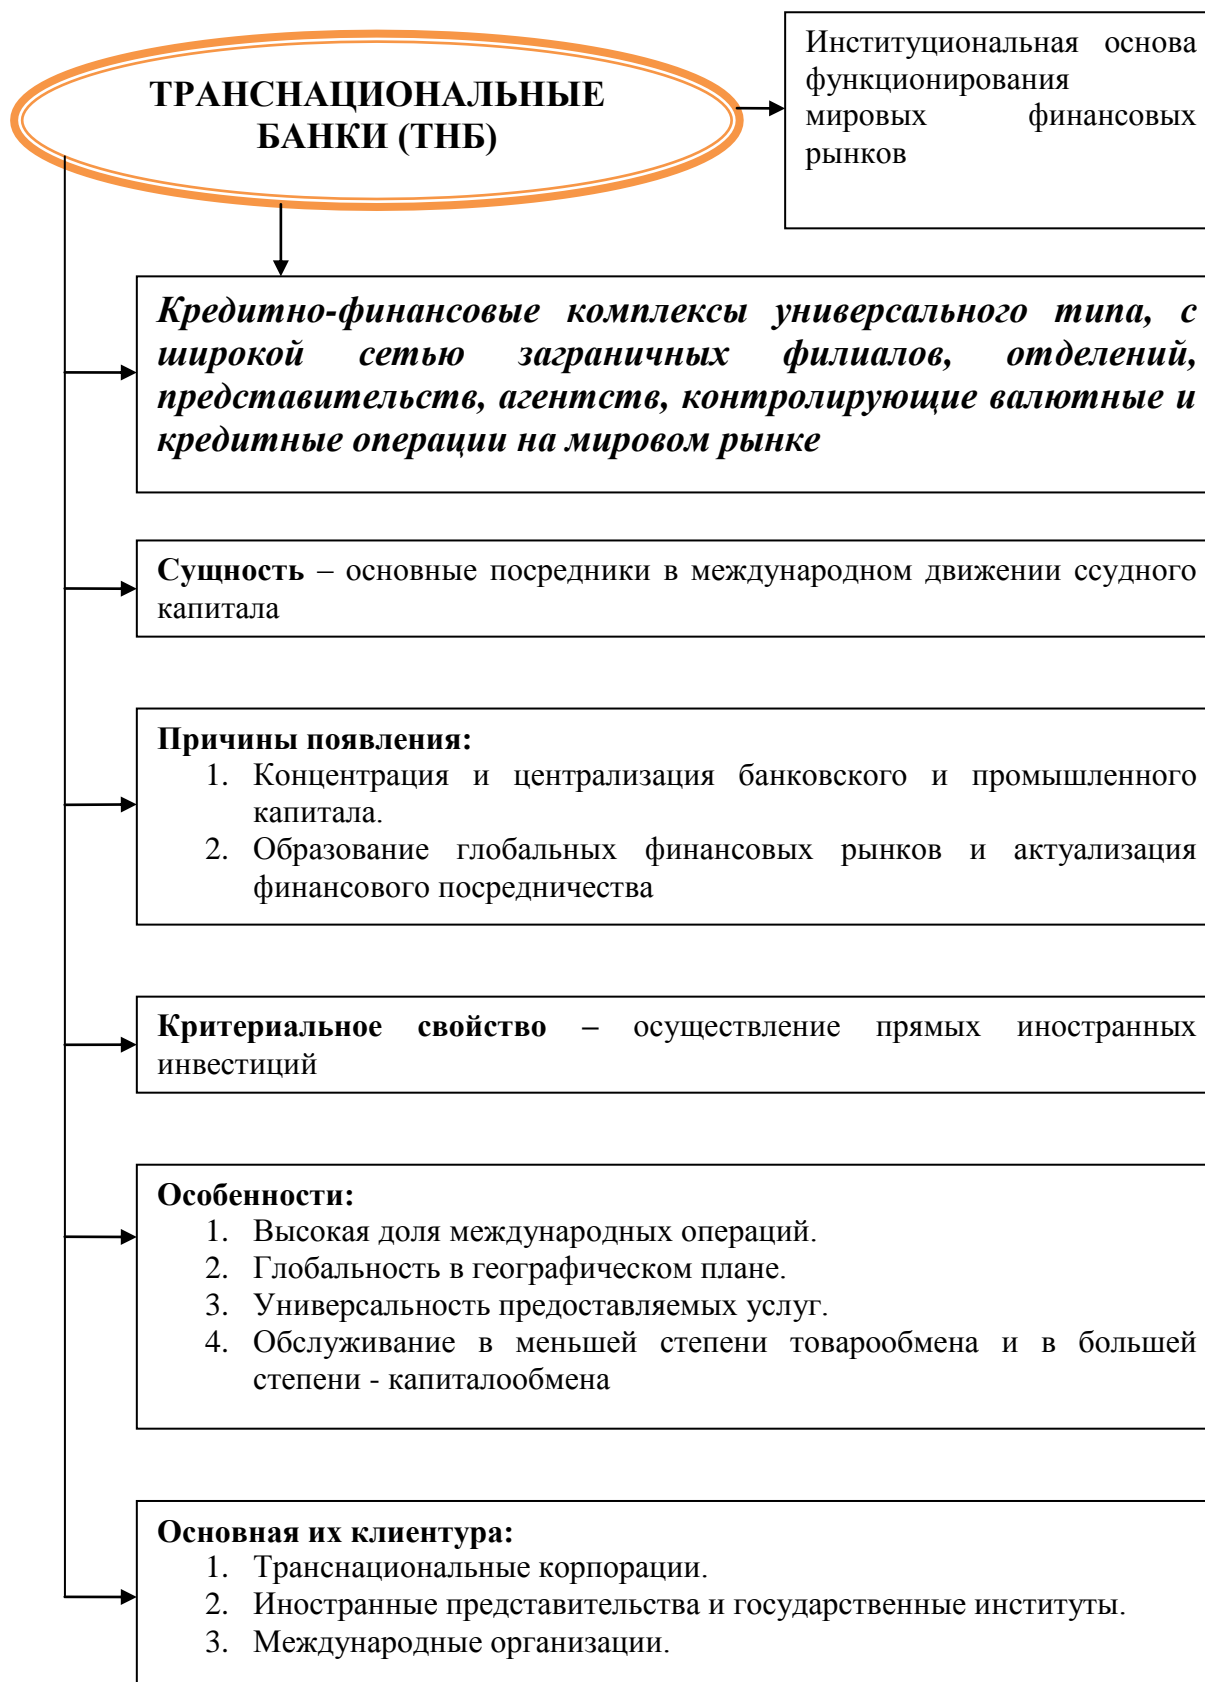 ТРАНСНАЦИОНАЛЬНЫЕ
БАНКИ (ТНБ)
Институциональная основа
функционирования
мировых финансовых
рынков
Кредитно-финансовые комплексы универсального типа, с
широкой сетью заграничных филиалов, отделений,
представительств, агентств, контролирующие валютные и
кредитные операции на мировом рынке
Сущность – основные посредники в международном движении ссудного
капитала
Причины появления:
1. Концентрация и централизация банковского и промышленного
капитала.
2. Образование глобальных финансовых рынков и актуализация
финансового посредничества
Критериальное свойство – осуществление прямых иностранных
инвестиций
Особенности:
1. Высокая доля международных операций.
2. Глобальность в географическом плане.
3. Универсальность предоставляемых услуг.
4. Обслуживание в меньшей степени товарообмена и в большей
степени - капиталообмена
Основная их клиентура:
1. Транснациональные корпорации.
2. Иностранные представительства и государственные институты.
3. Международные организации.